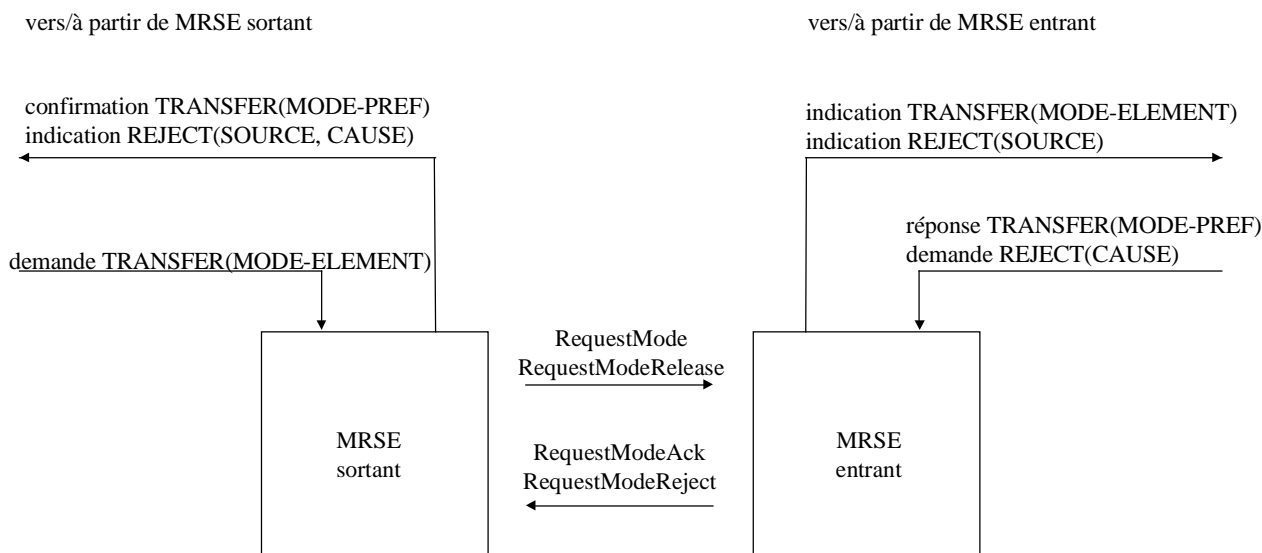 vers/à partir de MRSE sortant
vers/à partir de MRSE entrant
confirmation TRANSFER(MODE-PREF)
indication REJECT(SOURCE, CAUSE)
indication TRANSFER(MODE-ELEMENT)
indication REJECT(SOURCE)
demande TRANSFER(MODE-ELEMENT)
réponse TRANSFER(MODE-PREF)
demande REJECT(CAUSE)
RequestMode
RequestModeRelease
MRSE
sortant
RequestModeAck
RequestModeReject
MRSE
entrant